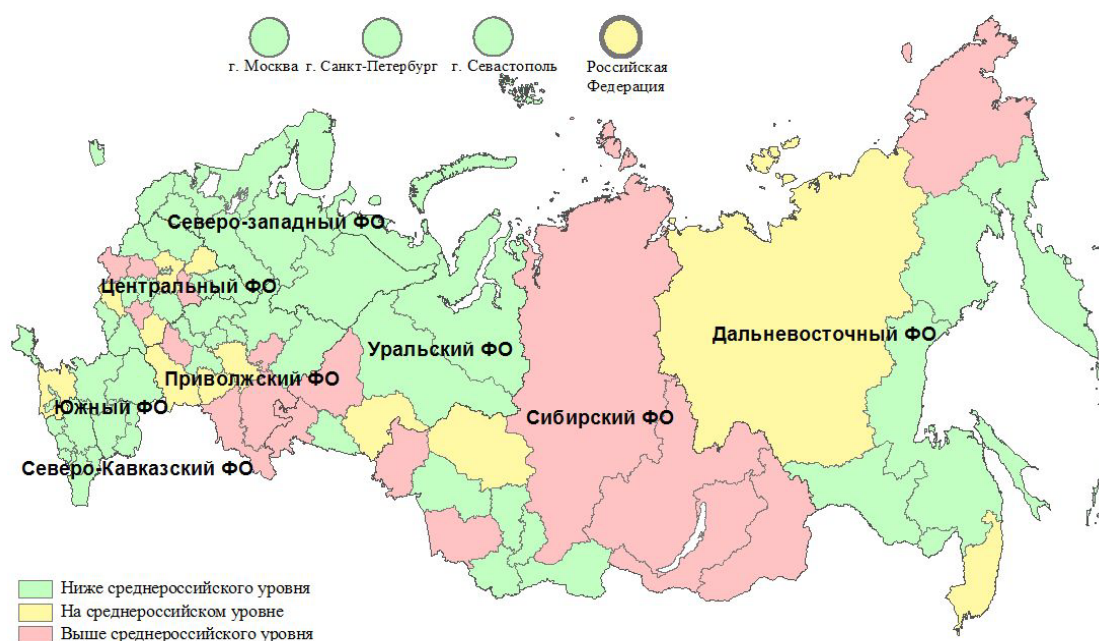 г. Москва г. Санкт-Петербург г. Севастополь Российская
Федерация
Северо-западный ФО
Центральный ФО
Дальневосточный ФО
Уральский ФО
Приволжский ФО
Южный ФО
Сибирский ФО
Северо-Кавказский ФО
Ниже среднероссийского уровня
На среднероссийском уровне
Выше среднероссийского уровня